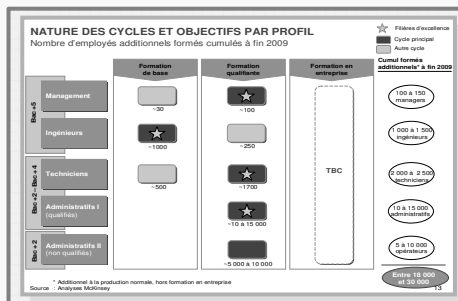 NATURE DES CYCLES ET OBJECTIFS PAR PROFIL
Nombre d'employés additionnels formés cumulés à fin 2009
Filières d'excellence
Cycle principal
Autre cycle
Formation
de base
Formation
qualifiante
Formation en
entreprise
Cumul formés
additionnels* à fin 2009
Bac+5
Management
~30
~100
100 à 150
managers
Ingénieurs
~1000
~250
1 000 à 1 500
ingénieurs
Bac+2 – Bac+4
Techniciens
~500
~1700
TBC
2 000 à 2 500
techniciens
Administratifs I
(qualifiés)
~10 à 15 000
10 à 15 000
administratifs
Bac+2
Administratifs II
(non qualifiés)
~5 000 à 10 000
5 à 10 000
opérateurs
Entre 18 000
et 30 000
* Additionnel à la production normale, hors formation en entreprise
Source : Analyses McKinsey
13